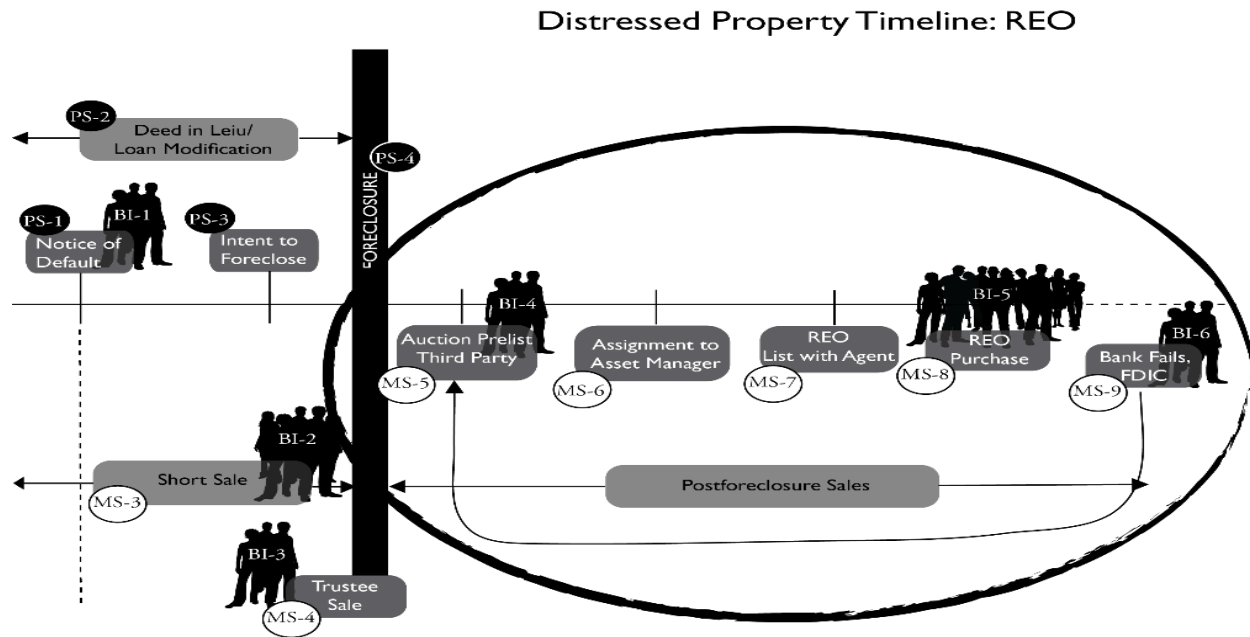 Distressed Property Timeline: REO
PS-2
Deed in Leiu/
Loan Modification
PS-4
FORECLOSURE
PS-1
BI-1
PS-3
Notice of
Default
Intent to
Foreclose
BI-4
BI-5
BI-6
Auction Prelist
Third Party
Assignment to
Asset Manager
REO
List with Agent
REO
Purchase
Bank Fails,
FDIC
MS-5
MS-6
MS-7
MS-8
MS-9
BI-2
Short Sale
MS-3
Postforeclosure Sales
BI-3
Trustee
Sale
MS-4